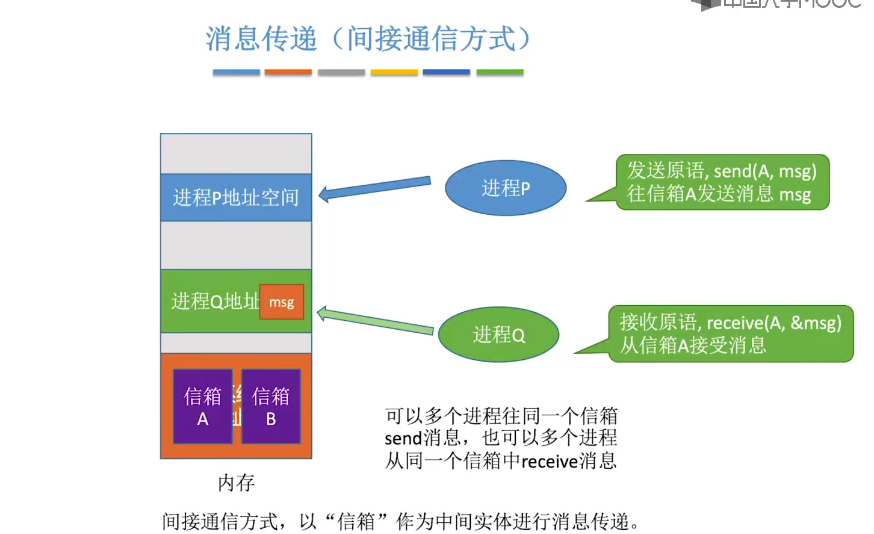 中国大学MOOC
消息传递（间接通信方式）
进程P地址空间
进程P
发送原语, send(A, msg)
往信箱A发送消息 msg
进程Q地址
msg
进程Q
接收原语, receive(A, &msg)
从信箱A接受消息
信箱
A
信箱
B
可以多个进程往同一个信箱
send消息，也可以多个进程
从同一个信箱中receive消息
内存
间接通信方式，以“信箱”作为中间实体进行消息传递。